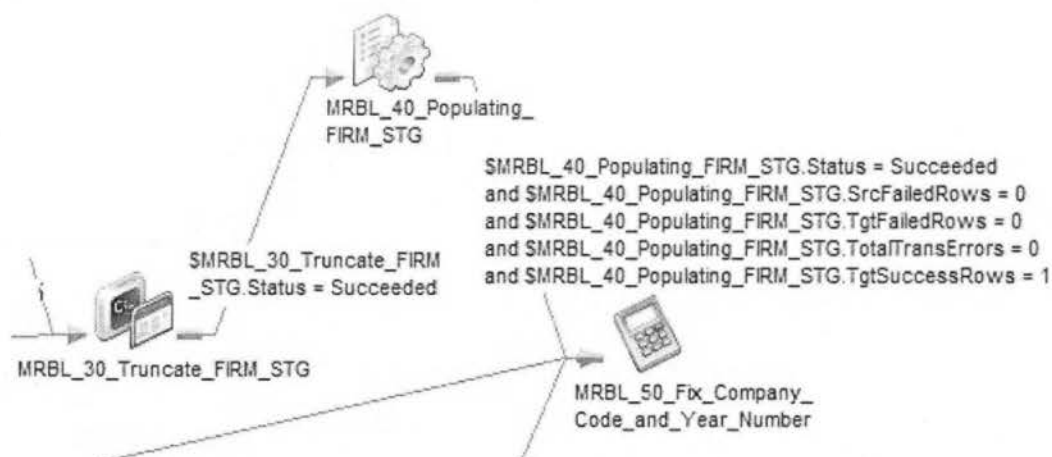 MRBL_40_Populating_
FIRM_STG
$MRBL_40_Populating_FIRM_STG.Status = Succeeded
and $MRBL_40_Populating_FIRM_STG.SrcFailedRows = 0
and $MRBL_40_Populating_FIRM_STG.TgtFailedRows = 0
and $MRBL_40_Populating_FIRM_STG.TotalTransErrors = 0
and $MRBL_40_Populating_FIRM_STG.TgtSuccessRows = 1
$MRBL_30_Truncate_FIRM
_STG.Status = Succeeded
MRBL_30_Truncate_FIRM_STG
MRBL_50_Fix_Company_
Code_and_Year_Number